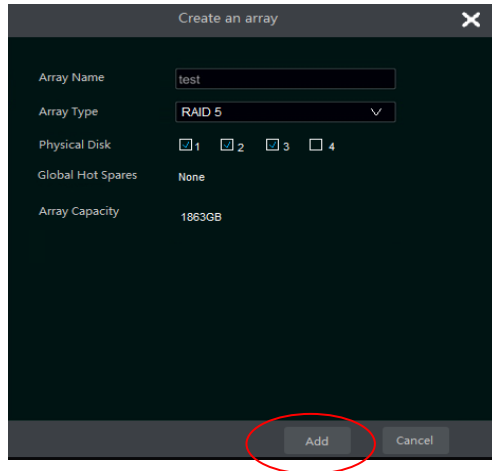 Create an array
Array Name test
Array Type RAID 5
Physical Disk 1 2 3 4
Global Hot Spares None
Array Capacity 1863GB
Add Cancel